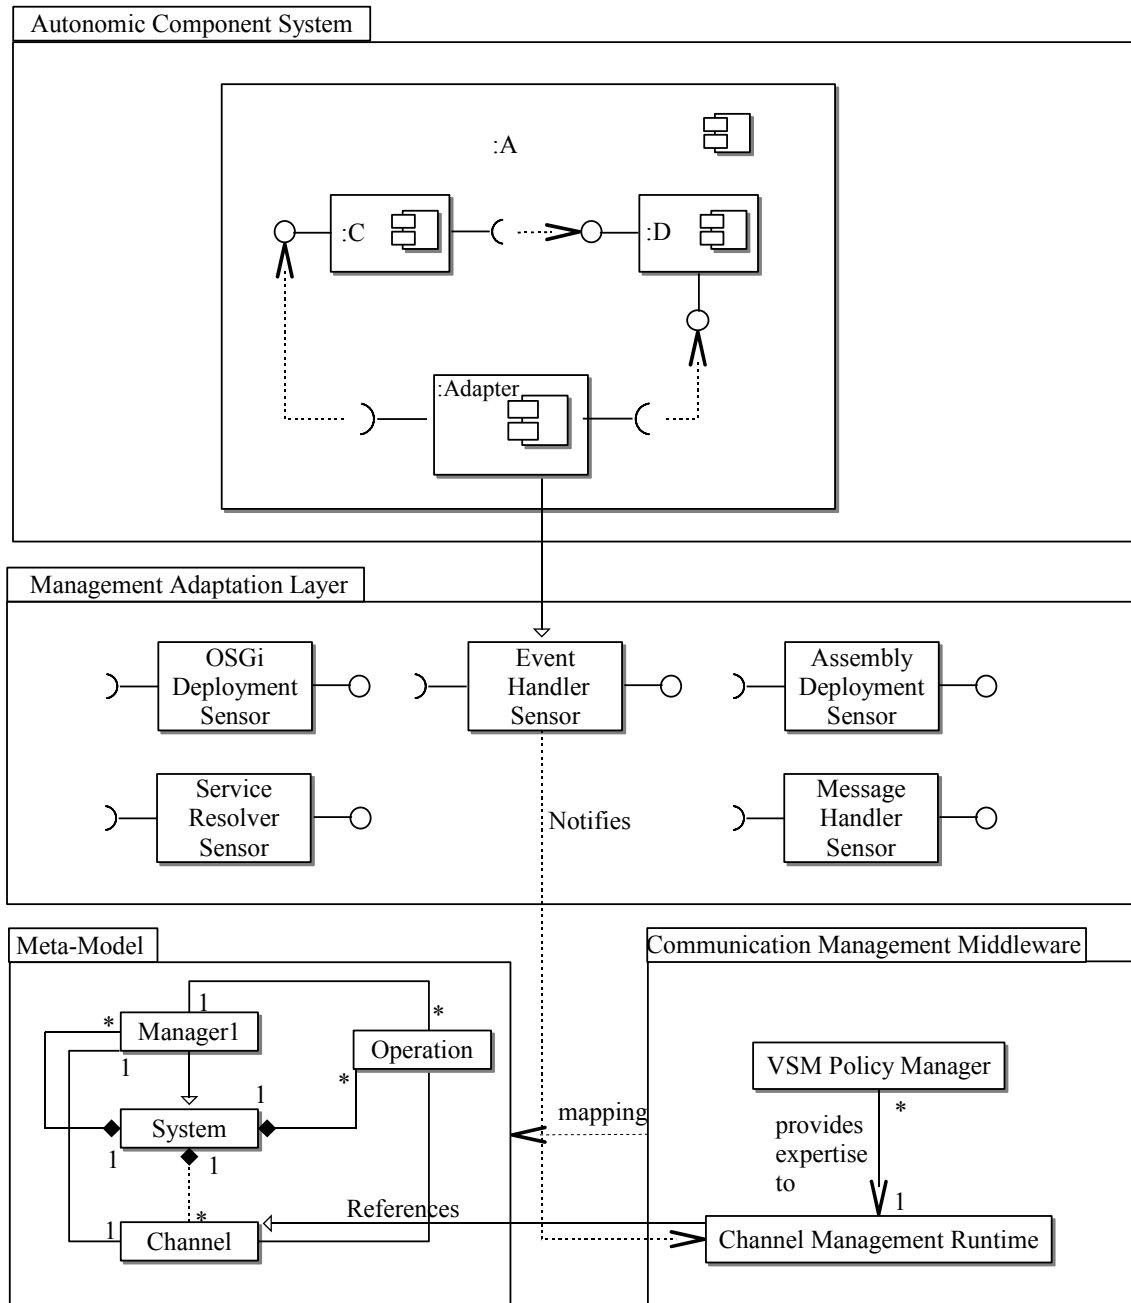 Autonomic Component System
:A
:C
:D
:Adapter
Management Adaptation Layer
OSGi
Deployment
Sensor
Event
Handler
Sensor
Assembly
Deployment
Sensor
Service
Resolver
Sensor
Notifies
Message
Handler
Sensor
Meta-Model
1
*
*
Manager1
Operation
1
*
1
System
1
1
*
1
Channel
References
mapping
Communication Management Middleware
VSM Policy Manager
*
provides
expertise
to
1
Channel Management Runtime